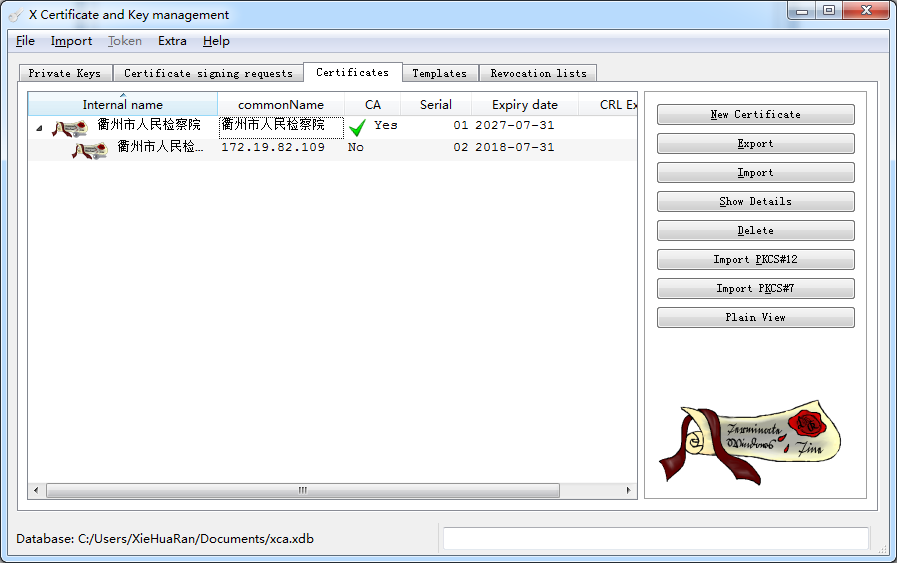 X Certificate and Key management
File Import Token Extra Help
Private Keys Certificate signing requests Certificates Templates Revocation lists
Internal name commonName CA Serial Expiry date CRL Ex
衢州市人民检察院 衢州市人民检察院 Yes 01 2027-07-31
衢州市人民检... 172.19.82.109 No 02 2018-07-31
New Certificate
Export
Import
Show Details
Delete
Import PKCS#12
Import PKCS#7
Plain View
Terminate
Windows
Time
Database: C:/Users/XieHuaRan/Documents/xca.xdb